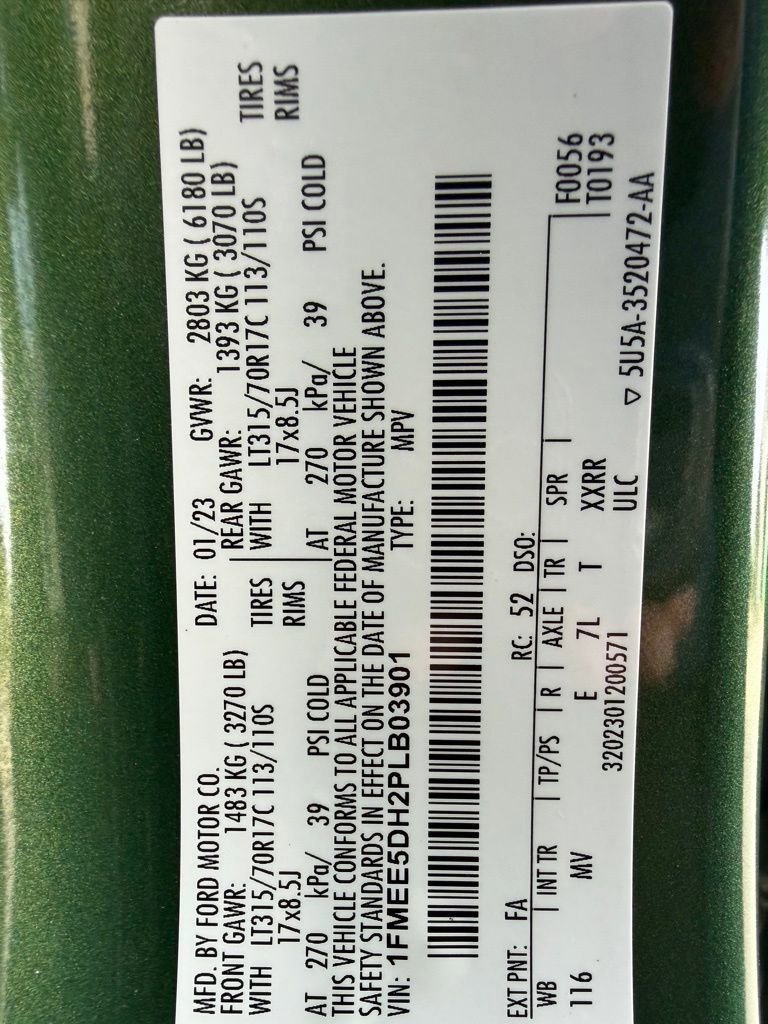 MFD. BY FORD MOTOR CO. DATE: 01/23 GVWR: 2803 KG ( 6180 LB)
FRONT GAWR: 1483 KG ( 3270 LB) REAR GAWR: 1393 KG ( 3070 LB)
WITH LT315/70R17C 113/110S TIRES WITH LT315/70R17C 113/110S TIRES
17x8.5J RIMS 17x8.5J RIMS
AT 270 kPa/ 39 PSI COLD AT 270 kPa/ 39 PSI COLD
THIS VEHICLE CONFORMS TO ALL APPLICABLE FEDERAL MOTOR VEHICLE
SAFETY STANDARDS IN EFFECT ON THE DATE OF MANUFACTURE SHOWN ABOVE.
VIN: 1FMEE5DH2PLB03901 TYPE: MPV
EXT PNT: FA RC: 52 DSO:
WB INT TR TP/PS R AXLE TR SPR F0056
116 MV E 7L T XXRR T0193
3202301200571 ULC
▽ 5U5A-3520472-AA